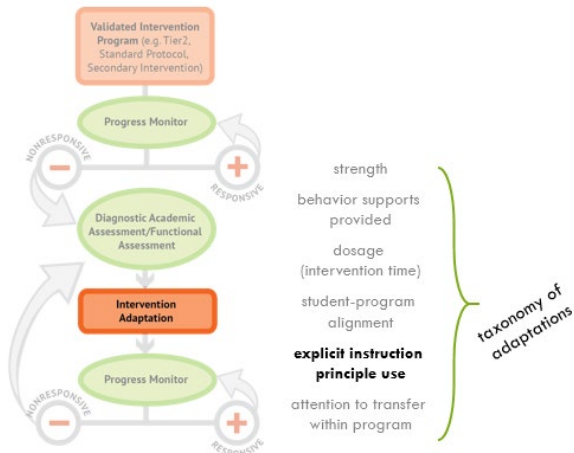 Validated Intervention
Program (e.g. Tier2,
Standard Protocol,
Secondary Intervention)
Progress Monitor
NONRESPONSIVE
RESPONSIVE
Diagnostic Academic
Assessment/Functional
Assessment
Intervention
Adaptation
Progress Monitor
NONRESPONSIVE
RESPONSIVE
strength
behavior supports
provided
dosage
(intervention time)
student-program
alignment
explicit instruction
principle use
attention to transfer
within program
taxonomy of
adaptations